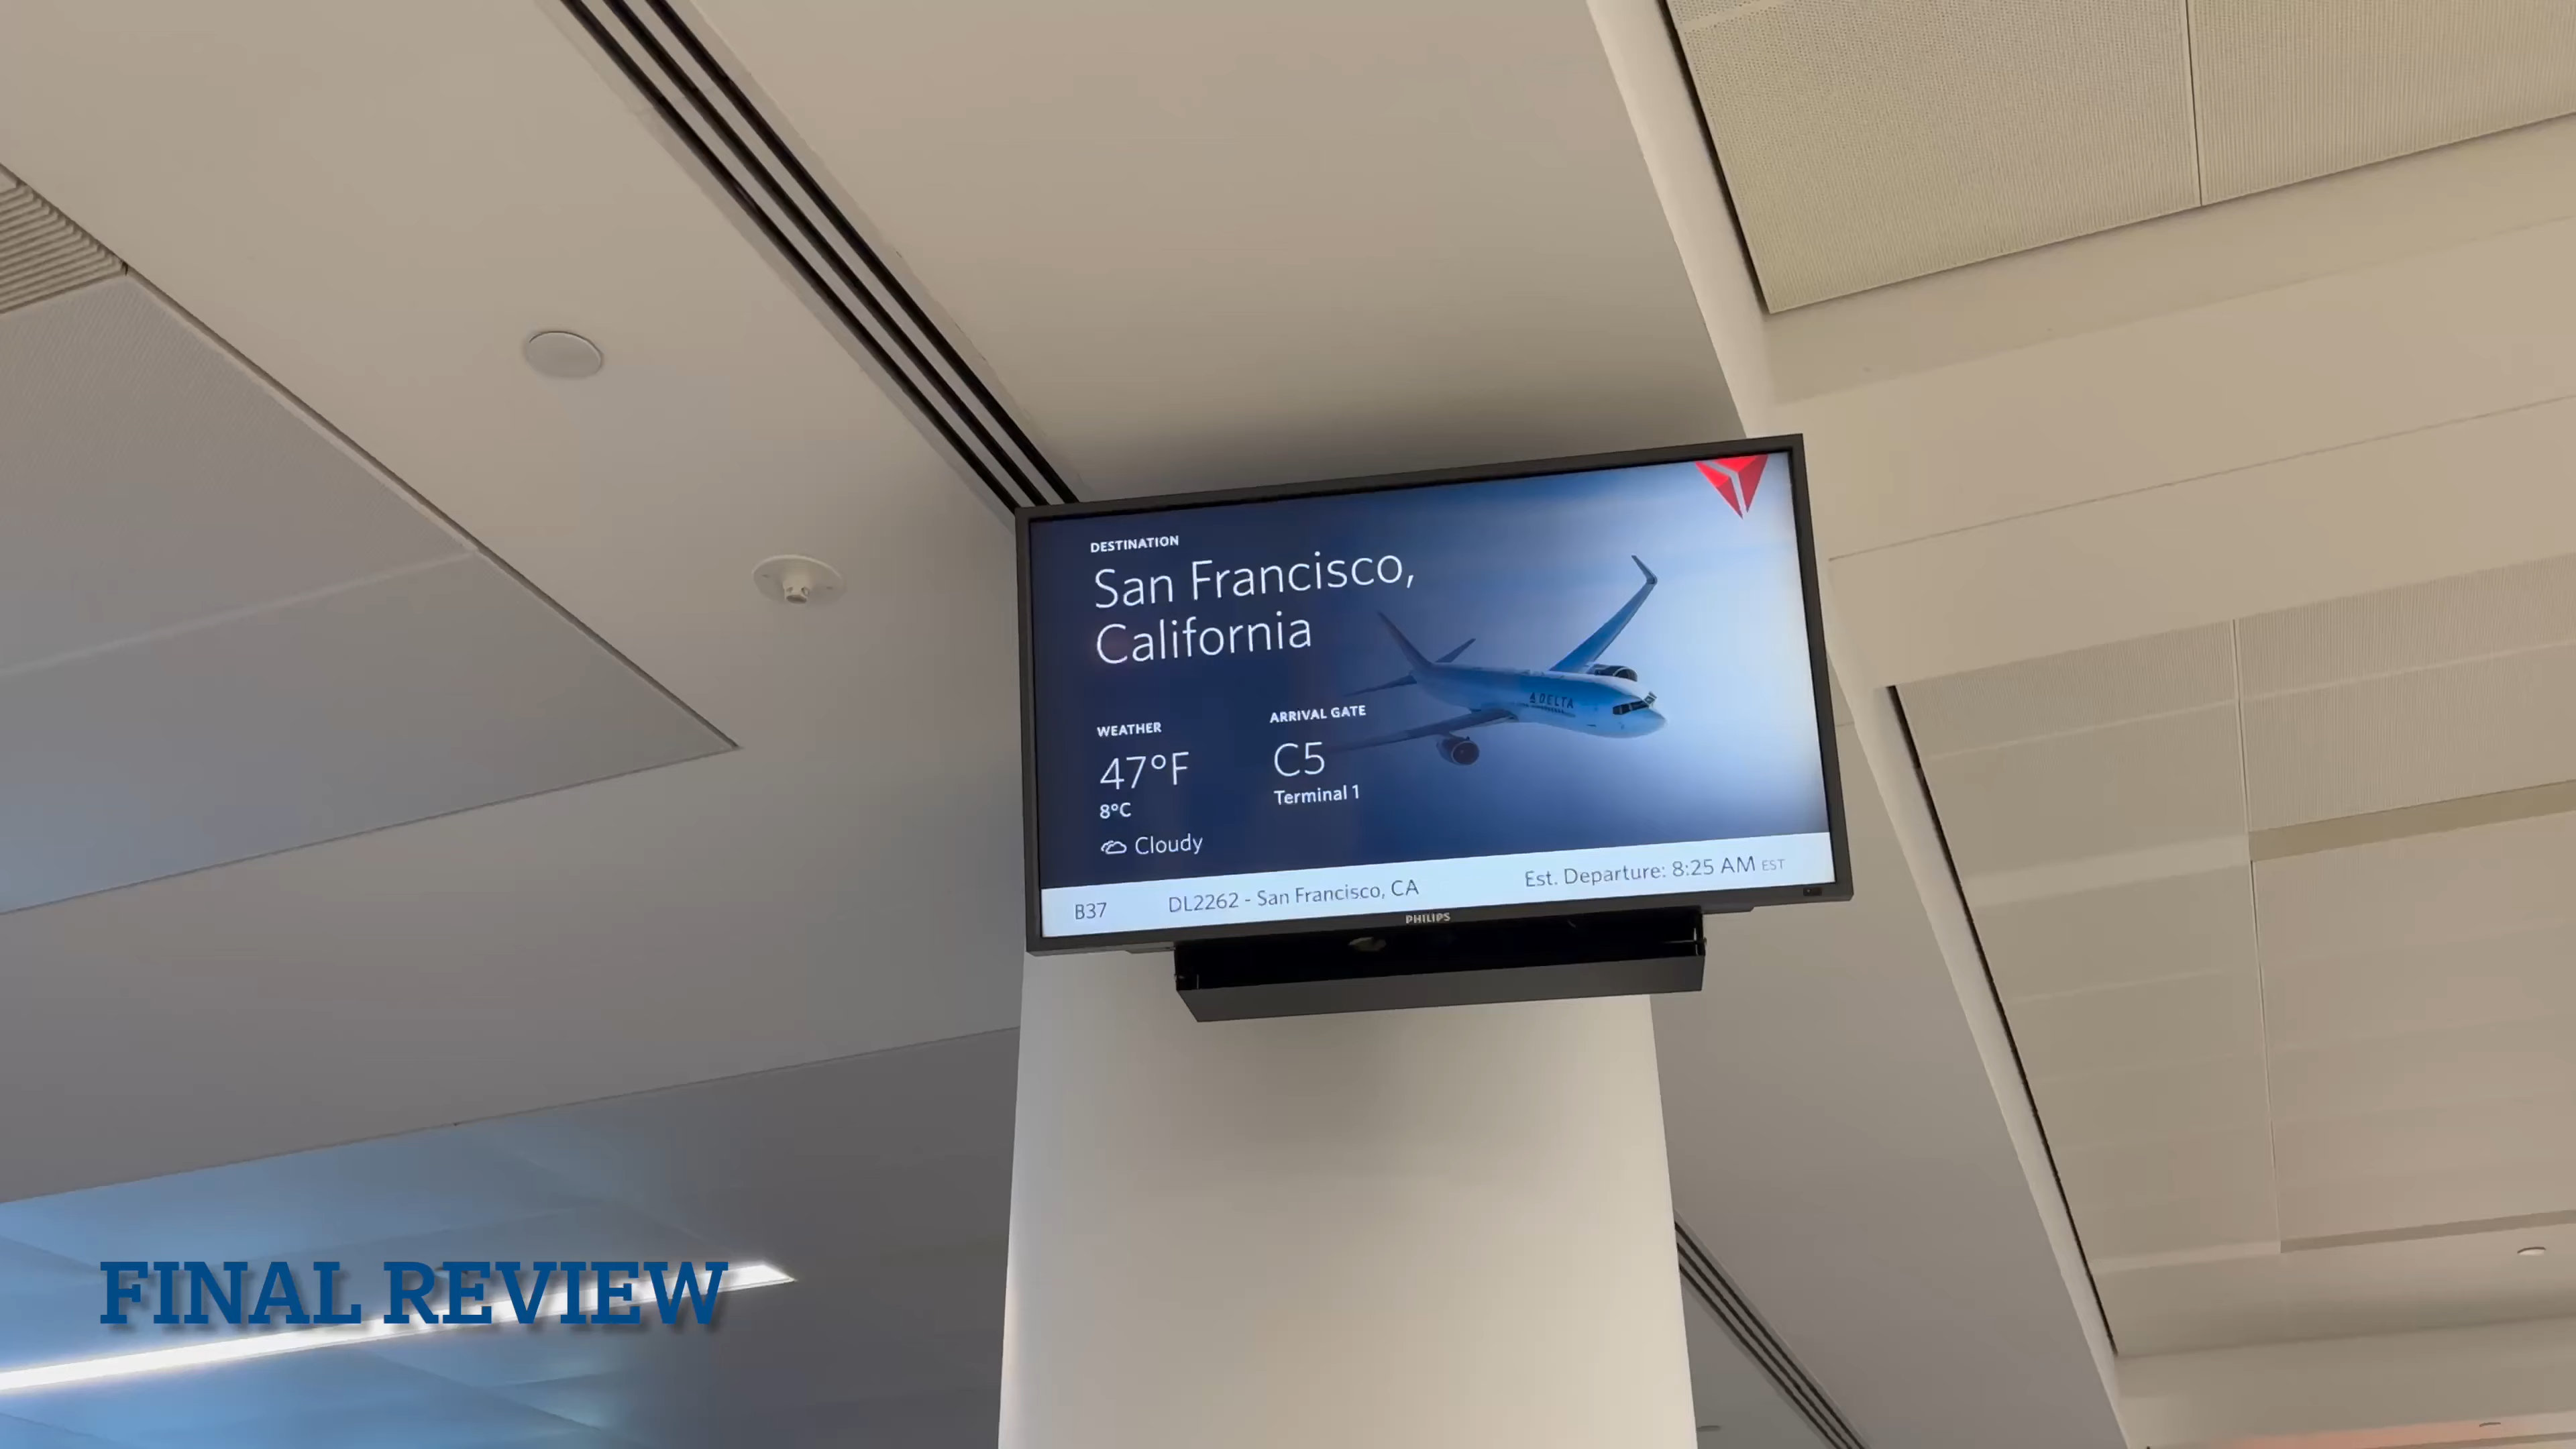 DESTINATION
San Francisco,
California
WEATHER
47°F
8°C
Cloudy
ARRIVAL GATE
C5
Terminal 1
DELTA
B37 DL2262 - San Francisco, CA Est. Departure: 8:25 AM EST
PHILIPS
FINAL REVIEW